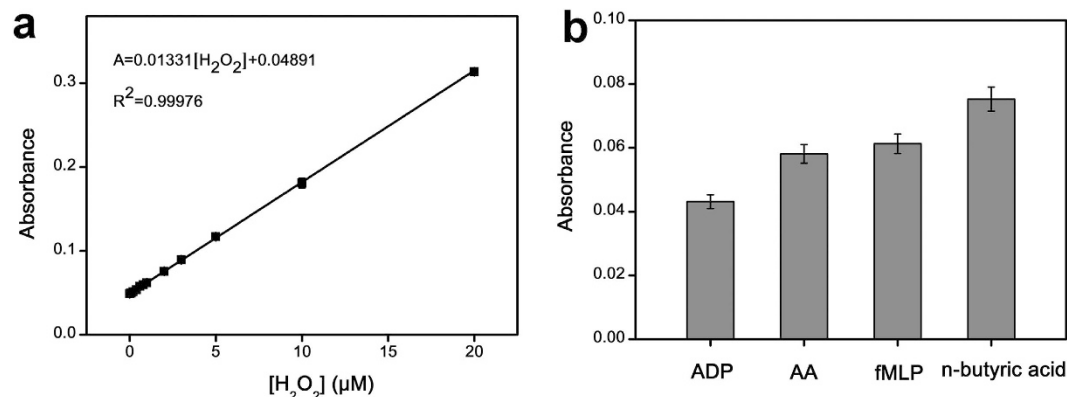 a
A=0.01331[H₂O₂]+0.04891
R²=0.99976
Absorbance
0.3
0.2
0.1
0.0
0
5
10
15
20
[H₂O₂] (μM)
b
Absorbance
0.10
0.08
0.06
0.04
0.02
0.00
ADP
AA
fMLP
n-butyric acid